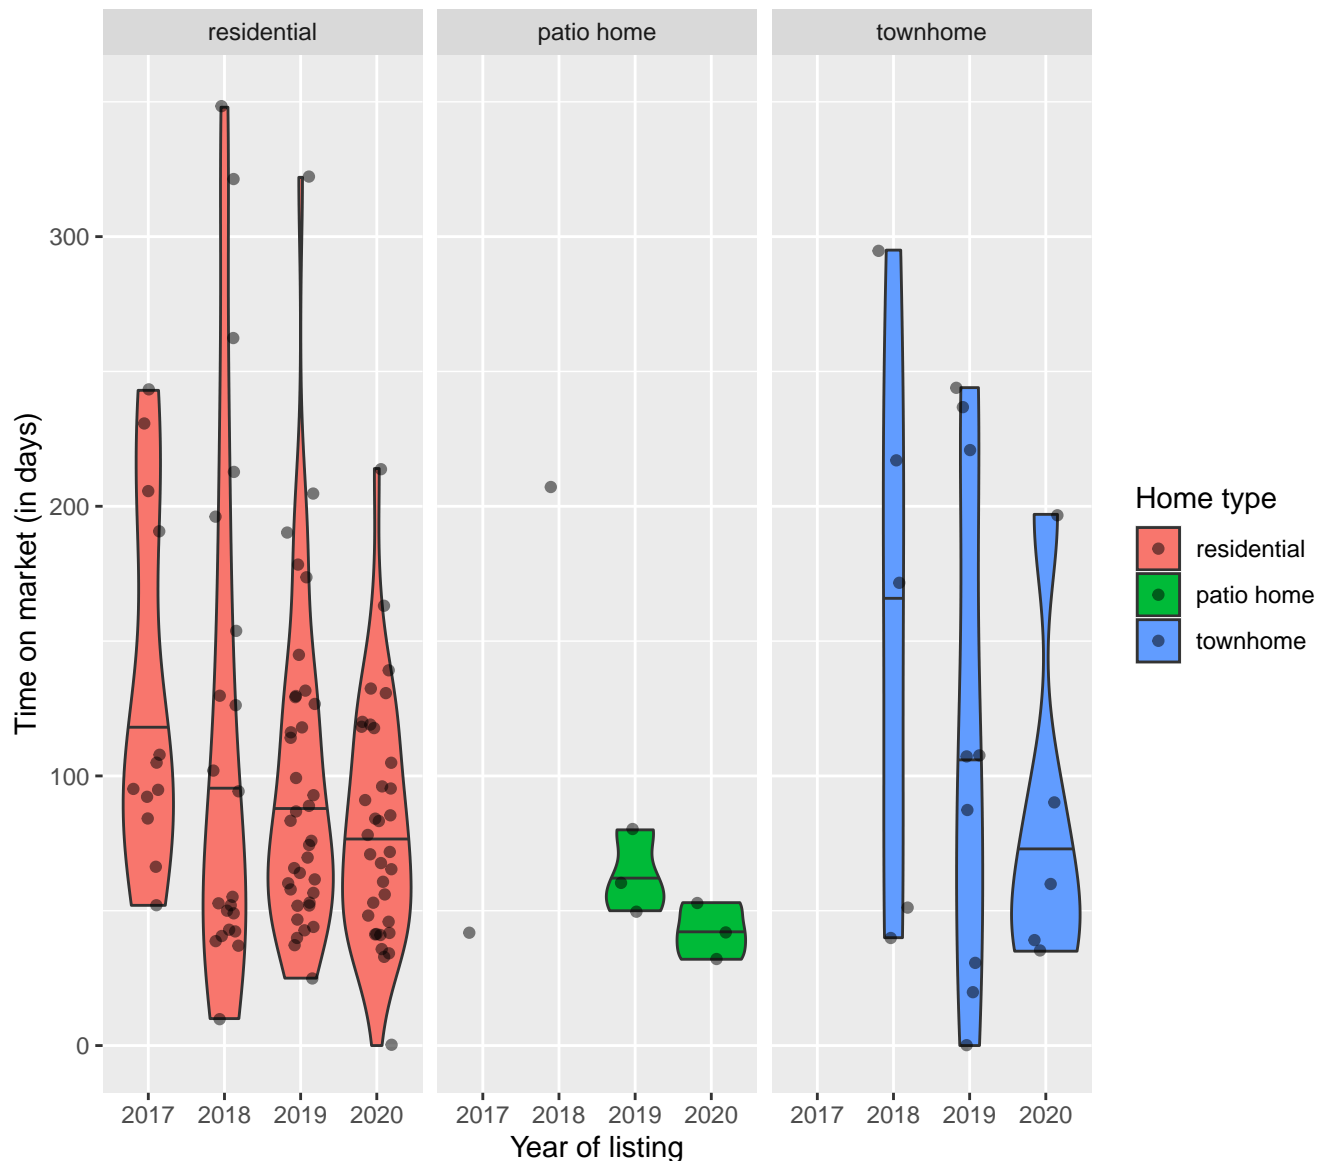 residential patio home townhome
300
200
100
0
Time on market (in days)
2017 2018 2019 2020 2017 2018 2019 2020 2017 2018 2019 2020
Year of listing
Home type
residential
patio home
townhome